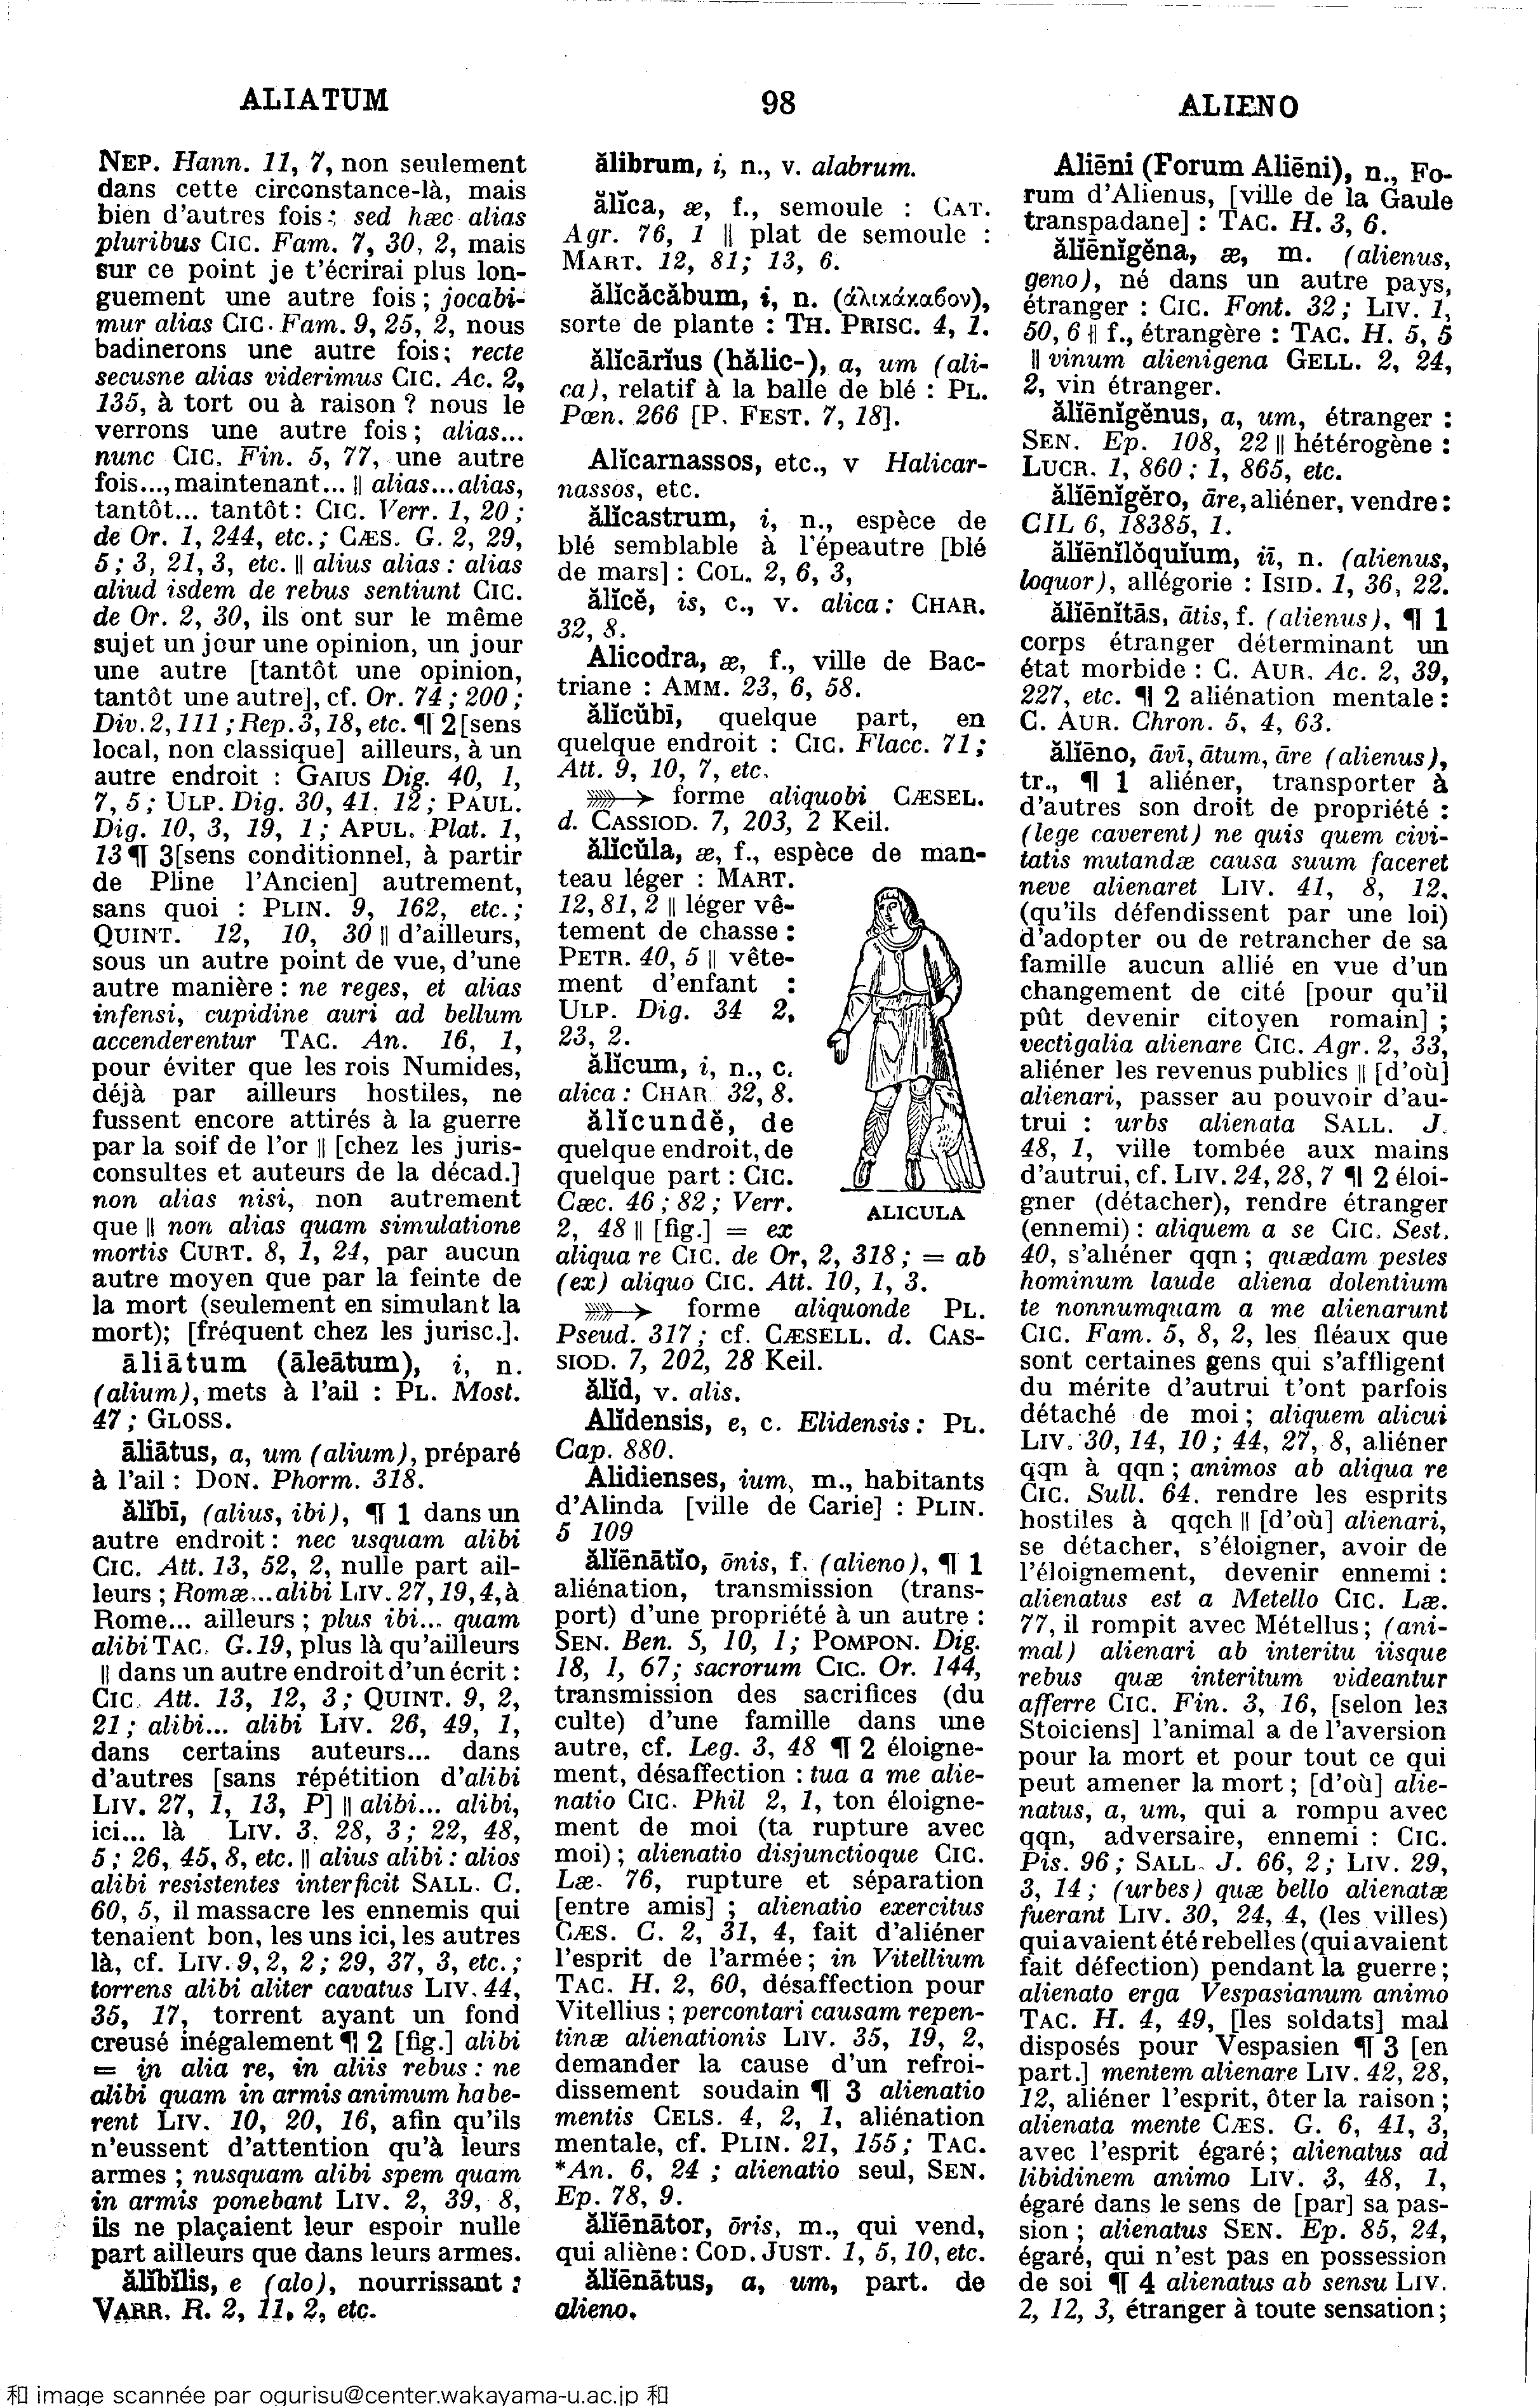 ALIATUM
98
ALIENO
NEP. Hann. 11, 7, non seulement
dans cette circonstance-là, mais
bien d'autres fois : sed hæc alias
pluribus CIC. Fam. 7, 30, 2, mais
sur ce point je t'écrirai plus lon-
guement une autre fois ; jocabi-
mur alias CIC. Fam. 9, 25, 2, nous
badinerons une autre fois ; recte
secusne alias viderimus CIC. Ac. 2,
135, à tort ou à raison ? nous le
verrons une autre fois ; alias...
nunc CIC. Fin. 5, 77, une autre
fois..., maintenant... || alias...alias,
tantôt... tantôt : CIC. Verr. 1, 20 ;
de Or. 1, 244, etc. ; CÆS. G. 2, 29,
5 ; 3, 21, 3, etc. || alius alias : alias
aliud isdem de rebus sentiunt CIC.
de Or. 2, 30, ils ont sur le même
sujet un jour une opinion, un jour
une autre [tantôt une opinion,
tantôt une autre], cf. Or. 74 ; 200 ;
Div. 2, 111 ; Rep. 3, 18, etc. ¶ 2 [sens
local, non classique] ailleurs, à un
autre endroit : GAIUS Dig. 40, 1,
7, 5 ; ULP. Dig. 30, 41. 12 ; PAUL.
Dig. 10, 3, 19, 1 ; APUL. Plat. 1,
13 ¶ 3 [sens conditionnel, à partir
de Pline l'Ancien] autrement,
sans quoi : PLIN. 9, 162, etc. ;
QUINT. 12, 10, 30 || d'ailleurs,
sous un autre point de vue, d'une
autre manière : ne reges, et alias
infensi, cupidine auri ad bellum
accenderentur TAC. An. 16, 1,
pour éviter que les rois Numides,
déjà par ailleurs hostiles, ne
fussent encore attirés à la guerre
par la soif de l'or || [chez les juris-
consultes et auteurs de la décad.]
non alias nisi, non autrement
que || non alias quam simulatione
mortis CURT. 8, 1, 24, par aucun
autre moyen que par la feinte de
la mort (seulement en simulant la
mort); [fréquent chez les jurisc.].
āliātum (āleātum), i, n.
(alium), mets à l'ail : PL. Most.
47 ; GLOSS.
āliātus, a, um (alium), préparé
à l'ail : DON. Phorm. 318.
ălĭbī, (alius, ibi), ¶ 1 dans un
autre endroit : nec usquam alibi
CIC. Att. 13, 52, 2, nulle part ail-
leurs ; Romæ...alibi LIV. 27, 19, 4, à
Rome... ailleurs ; plus ibi... quam
alibi TAC. G. 19, plus là qu'ailleurs
|| dans un autre endroit d'un écrit :
CIC. Att. 13, 12, 3 ; QUINT. 9, 2,
21 ; alibi... alibi LIV. 26, 49, 1,
dans certains auteurs... dans
d'autres [sans répétition d'alibi
LIV. 27, 1, 13, P] || alibi... alibi,
ici... là LIV. 3. 28, 3 ; 22, 48,
5 ; 26, 45, 8, etc. || alius alibi : alios
alibi resistentes interficit SALL. C.
60, 5, il massacre les ennemis qui
tenaient bon, les uns ici, les autres
là, cf. LIV. 9, 2, 2 ; 29, 37, 3, etc. ;
torrens alibi aliter cavatus LIV. 44,
35, 17, torrent ayant un fond
creusé inégalement ¶ 2 [fig.] alibi
= in alia re, in aliis rebus : ne
alibi quam in armis animum habe-
rent LIV. 10, 20, 16, afin qu'ils
n'eussent d'attention qu'à leurs
armes ; nusquam alibi spem quam
in armis ponebant LIV. 2, 39, 8,
ils ne plaçaient leur espoir nulle
part ailleurs que dans leurs armes.
ălĭbĭlis, e (alo), nourrissant :
VARR. R. 2, 11, 2, etc.
ălibrum, i, n., v. alabrum.
ălĭca, æ, f., semoule : CAT.
Agr. 76, 1 || plat de semoule :
MART. 12, 81; 13, 6.
ălĭcăcăbum, i, n. (ἁλικάκαβον),
sorte de plante : TH. PRISC. 4, 1.
ălĭcārĭus (hălic-), a, um (ali-
ca), relatif à la balle de blé : PL.
Pœn. 266 [P. FEST. 7, 18].
Alĭcarnassos, etc., v Halicar-
nassos, etc.
ălĭcastrum, i, n., espèce de
blé semblable à l'épeautre [blé
de mars] : COL. 2, 6, 3,
ălĭcĕ, is, c., v. alica : CHAR.
32, 8.
Alicodra, æ, f., ville de Bac-
triane : AMM. 23, 6, 58.
ălĭcŭbī, quelque part, en
quelque endroit : CIC. Flacc. 71 ;
Att. 9, 10, 7, etc.
➳ forme aliquobi CÆSEL.
d. CASSIOD. 7, 203, 2 Keil.
ălĭcŭla, æ, f., espèce de man-
teau léger : MART.
12, 81, 2 || léger vê-
tement de chasse :
PETR. 40, 5 || vête-
ment d'enfant :
ULP. Dig. 34 2,
23, 2.
ălĭcum, i, n., c.
alica : CHAR 32, 8.
ălĭcundĕ, de
quelque endroit, de
quelque part : CIC.
Cæc. 46 ; 82 ; Verr.
2, 48 || [fig.] = ex
ALICULA
aliqua re CIC. de Or, 2, 318 ; = ab
(ex) aliquo CIC. Att. 10, 1, 3.
➳ forme aliquonde PL.
Pseud. 317 ; cf. CÆSELL. d. CAS-
SIOD. 7, 202, 28 Keil.
ălĭd, v. alis.
Alĭdensis, e, c. Elidensis : PL.
Cap. 880.
Alidienses, ium, m., habitants
d'Alinda [ville de Carie] : PLIN.
5 109
ălĭēnātĭo, ōnis, f. (alieno), ¶ 1
aliénation, transmission (trans-
port) d'une propriété à un autre :
SEN. Ben. 5, 10, 1; POMPON. Dig.
18, 1, 67; sacrorum CIC. Or. 144,
transmission des sacrifices (du
culte) d'une famille dans une
autre, cf. Leg. 3, 48 ¶ 2 éloigne-
ment, désaffection : tua a me alie-
natio CIC. Phil 2, 1, ton éloigne-
ment de moi (ta rupture avec
moi) ; alienatio disjunctioque CIC.
Læ. 76, rupture et séparation
[entre amis] ; alienatio exercitus
CÆS. C. 2, 31, 4, fait d'aliéner
l'esprit de l'armée ; in Vitellium
TAC. H. 2, 60, désaffection pour
Vitellius ; percontari causam repen-
tinæ alienationis LIV. 35, 19, 2,
demander la cause d'un refroi-
dissement soudain ¶ 3 alienatio
mentis CELS. 4, 2, 1, aliénation
mentale, cf. PLIN. 21, 155 ; TAC.
*An. 6, 24 ; alienatio seul, SEN.
Ep. 78, 9.
ălĭēnātor, ōris, m., qui vend,
qui aliène : COD. JUST. 1, 5, 10, etc.
ălĭēnātus, a, um, part. de
alieno.
Aliēni (Forum Aliēni), n., Fo-
rum d'Alienus, [ville de la Gaule
transpadane] : TAC. H. 3, 6.
ălĭēnĭgĕna, æ, m. (alienus,
geno), né dans un autre pays,
étranger : CIC. Font. 32 ; LIV. 1,
50, 6 || f., étrangère : TAC. H. 5, 5
|| vinum alienigena GELL. 2, 24,
2, vin étranger.
ălĭēnĭgĕnus, a, um, étranger :
SEN. Ep. 108, 22 || hétérogène :
LUCR. 1, 860 ; 1, 865, etc.
ălĭēnĭgĕro, āre, aliéner, vendre :
CIL 6, 18385, 1.
ălĭēnĭlŏquĭum, ĭī, n. (alienus,
loquor), allégorie : ISID. 1, 36, 22.
ălĭēnĭtās, ātis, f. (alienus), ¶ 1
corps étranger déterminant un
état morbide : C. AUR. Ac. 2, 39,
227, etc. ¶ 2 aliénation mentale :
C. AUR. Chron. 5, 4, 63.
ălĭēno, āvī, ātum, āre (alienus),
tr., ¶ 1 aliéner, transporter à
d'autres son droit de propriété :
(lege caverent) ne quis quem civi-
tatis mutandæ causa suum faceret
neve alienaret LIV. 41, 8, 12,
(qu'ils défendissent par une loi)
d'adopter ou de retrancher de sa
famille aucun allié en vue d'un
changement de cité [pour qu'il
pût devenir citoyen romain] ;
vectigalia alienare CIC. Agr. 2, 33,
aliéner les revenus publics || [d'où]
alienari, passer au pouvoir d'au-
trui : urbs alienata SALL. J.
48, 1, ville tombée aux mains
d'autrui, cf. LIV. 24, 28, 7 ¶ 2 éloi-
gner (détacher), rendre étranger
(ennemi) : aliquem a se CIC. Sest.
40, s'aliéner qqn ; quædam pestes
hominum laude aliena dolentium
te nonnumquam a me alienarunt
CIC. Fam. 5, 8, 2, les fléaux que
sont certaines gens qui s'affligent
du mérite d'autrui t'ont parfois
détaché de moi ; aliquem alicui
LIV. 30, 14, 10 ; 44, 27, 8, aliéner
qqn à qqn ; animos ab aliqua re
CIC. Sull. 64. rendre les esprits
hostiles à qqch || [d'où] alienari,
se détacher, s'éloigner, avoir de
l'éloignement, devenir ennemi :
alienatus est a Metello CIC. Læ.
77, il rompit avec Métellus ; (ani-
mal) alienari ab interitu iisque
rebus quæ interitum videantur
afferre CIC. Fin. 3, 16, [selon les
Stoiciens] l'animal a de l'aversion
pour la mort et pour tout ce qui
peut amener la mort ; [d'où] alie-
natus, a, um, qui a rompu avec
qqn, adversaire, ennemi : CIC.
Pis. 96 ; SALL. J. 66, 2 ; LIV. 29,
3, 14 ; (urbes) quæ bello alienatæ
fuerant LIV. 30, 24, 4, (les villes)
qui avaient été rebelles (qui avaient
fait défection) pendant la guerre ;
alienato erga Vespasianum animo
TAC. H. 4, 49, [les soldats] mal
disposés pour Vespasien ¶ 3 [en
part.] mentem alienare LIV. 42, 28,
12, aliéner l'esprit, ôter la raison ;
alienata mente CÆS. G. 6, 41, 3,
avec l'esprit égaré ; alienatus ad
libidinem animo LIV. 3, 48, 1,
égaré dans le sens de [par] sa pas-
sion ; alienatus SEN. Ep. 85, 24,
égaré, qui n'est pas en possession
de soi ¶ 4 alienatus ab sensu LIV.
2, 12, 3, étranger à toute sensation ;
和 image scannée par ogurisu@center.wakayama-u.ac.jp 和